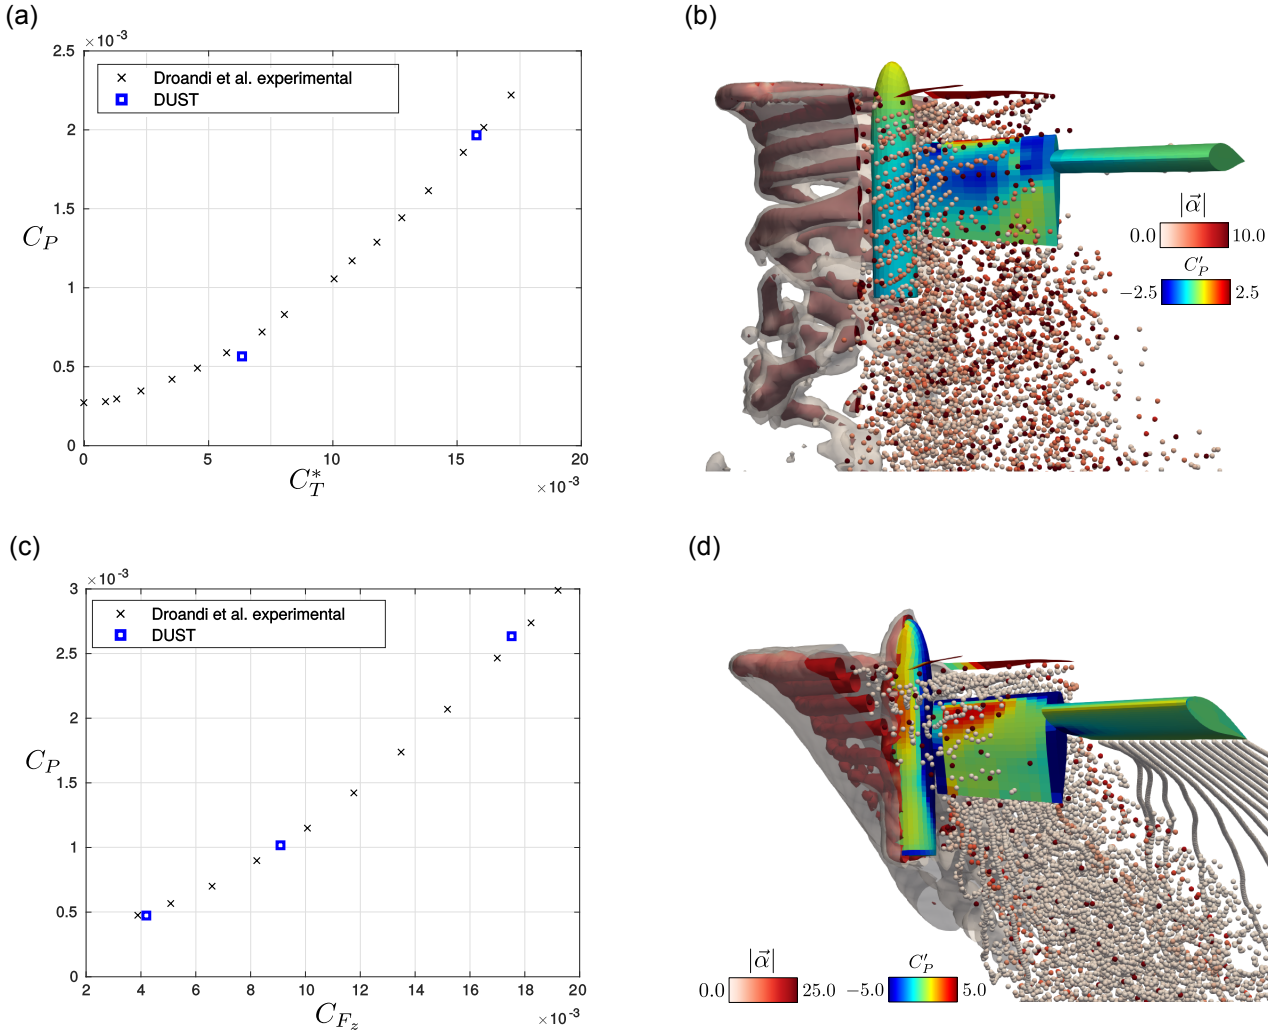 (a)
× 10⁻³
2.5
2
1.5
1
0.5
0
C_P
Droandi et al. experimental
DUST
0 5 10 15 20
C*_T
× 10⁻³
(b)
|α⃗|
0.0 10.0
C′_P
−2.5 2.5
(c)
× 10⁻³
3
2.5
2
1.5
1
0.5
0
C_P
Droandi et al. experimental
DUST
2 4 6 8 10 12 14 16 18 20
C_{F_z}
× 10⁻³
(d)
|α⃗|
0.0 25.0
C′_P
−5.0 5.0